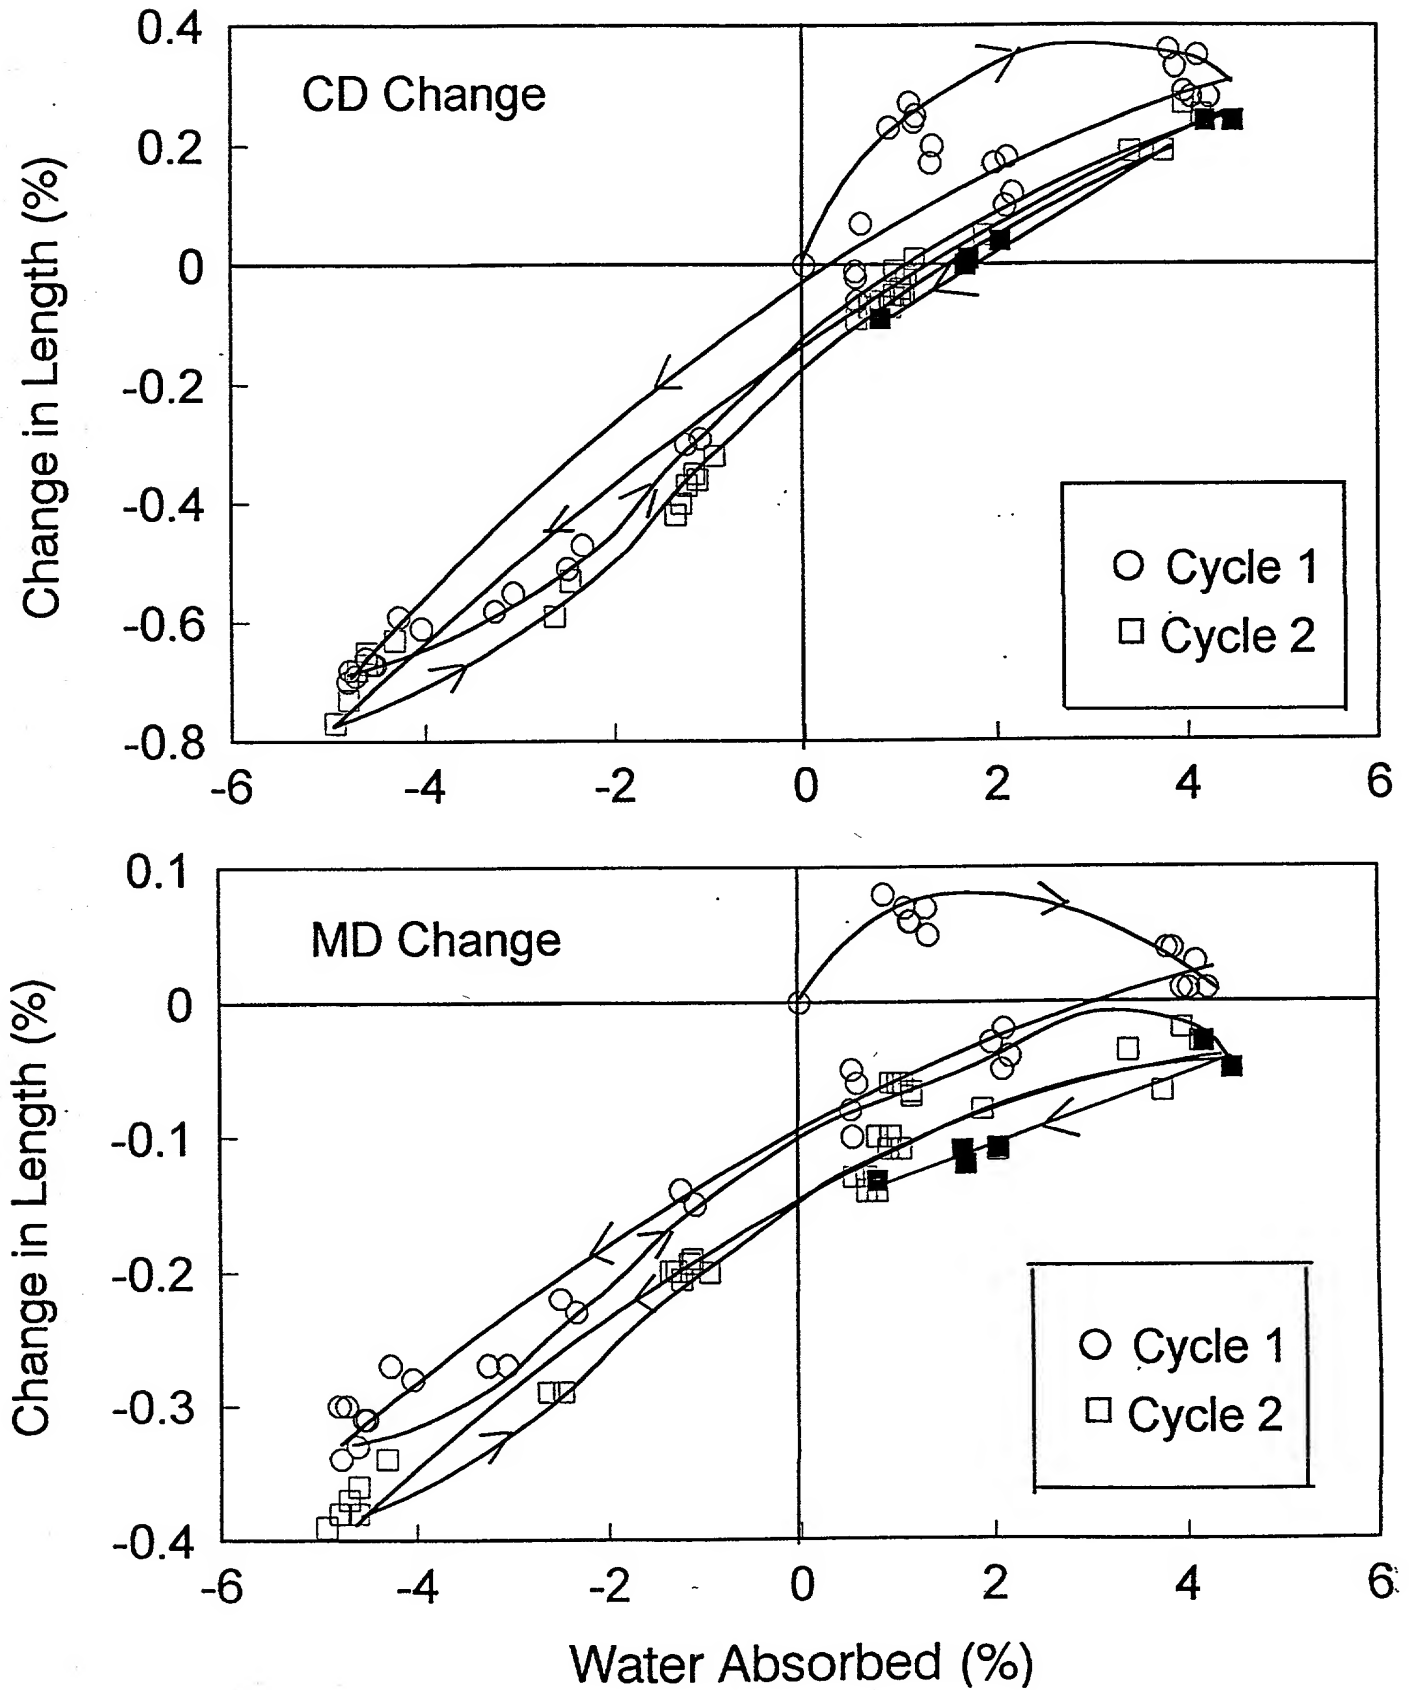 0.4
CD Change
0.2
0
-0.2
-0.4
-0.6
-0.8
Change in Length (%)
Cycle 1
Cycle 2
-6 -4 -2 0 2 4 6
0.1
MD Change
0
-0.1
-0.2
-0.3
-0.4
Change in Length (%)
Cycle 1
Cycle 2
-6 -4 -2 0 2 4 6
Water Absorbed (%)